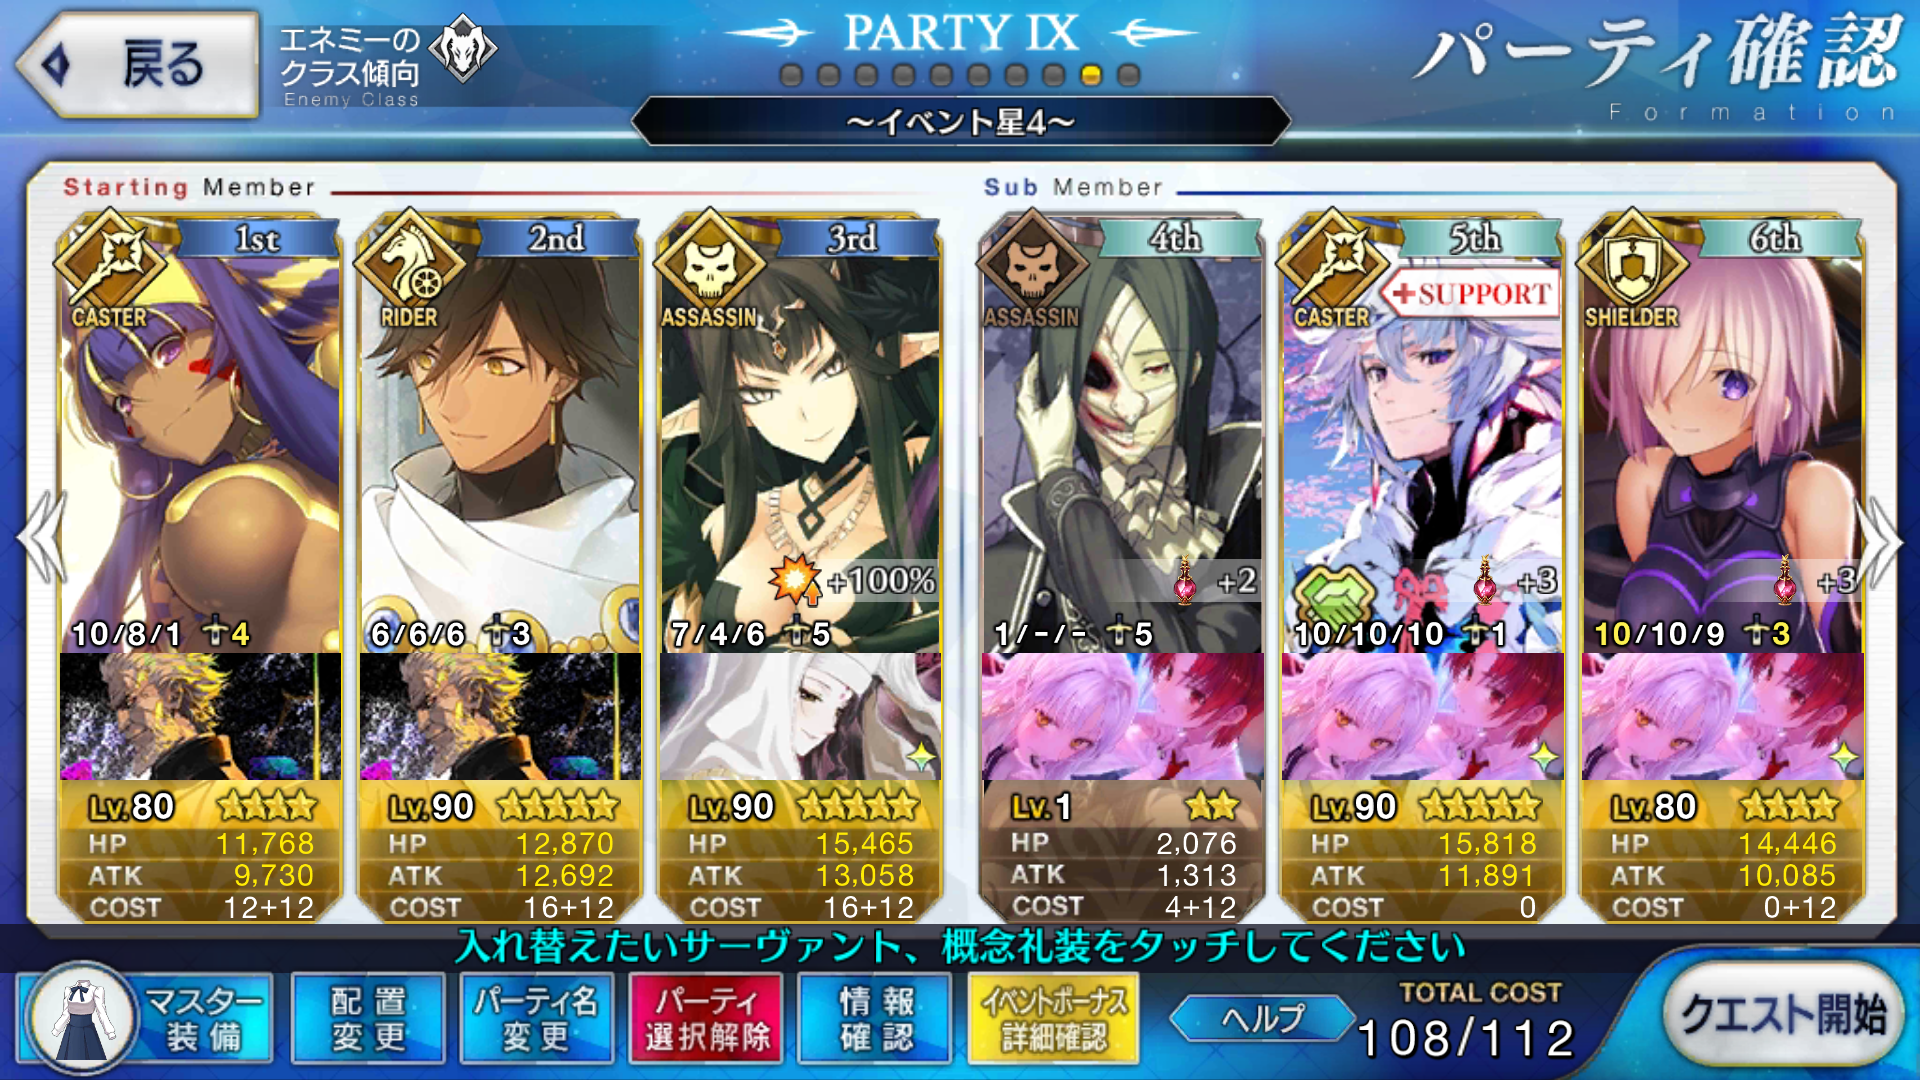 戻る
エネミーの
クラス傾向
Enemy Class
PARTY IX
～イベント星4～
パーティ確認
Formation
Starting Member
Sub Member
1st
CASTER
10/8/1 4
Lv.80
HP 11,768
ATK 9,730
COST 12+12
2nd
RIDER
6/6/6 3
Lv.90
HP 12,870
ATK 12,692
COST 16+12
3rd
ASSASSIN
+100%
7/4/6 5
Lv.90
HP 15,465
ATK 13,058
COST 16+12
4th
ASSASSIN
+2
1/-/- 5
Lv.1
HP 2,076
ATK 1,313
COST 4+12
5th
CASTER
+SUPPORT
+3
10/10/10 1
Lv.90
HP 15,818
ATK 11,891
COST 0
6th
SHIELDER
+3
10/10/9 3
Lv.80
HP 14,446
ATK 10,085
COST 0+12
入れ替えたいサーヴァント、概念礼装をタッチしてください
マスター
装備
配置
変更
パーティ名
変更
パーティ
選択解除
情報
確認
イベントボーナス
詳細確認
ヘルプ
TOTAL COST
108/112
クエスト開始